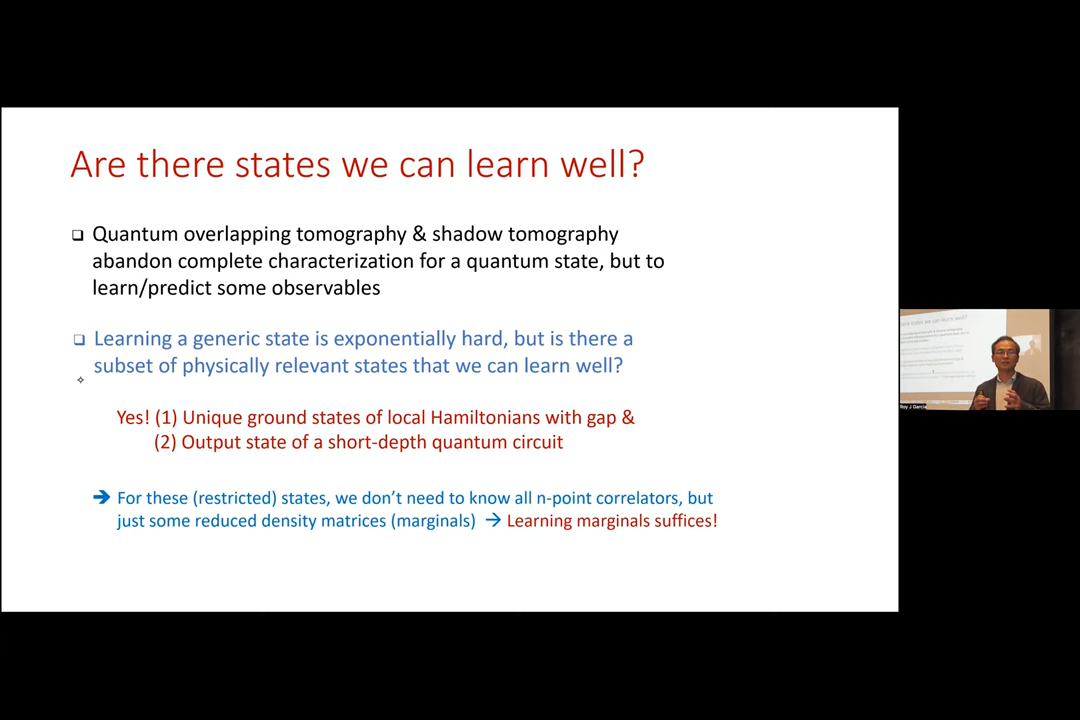 Are there states we can learn well?
Quantum overlapping tomography & shadow tomography
abandon complete characterization for a quantum state, but to
learn/predict some observables
Learning a generic state is exponentially hard, but is there a
subset of physically relevant states that we can learn well?
Yes! (1) Unique ground states of local Hamiltonians with gap &
(2) Output state of a short-depth quantum circuit
➔ For these (restricted) states, we don't need to know all n-point correlators, but
just some reduced density matrices (marginals) → Learning marginals suffices!
Roy J Garcia